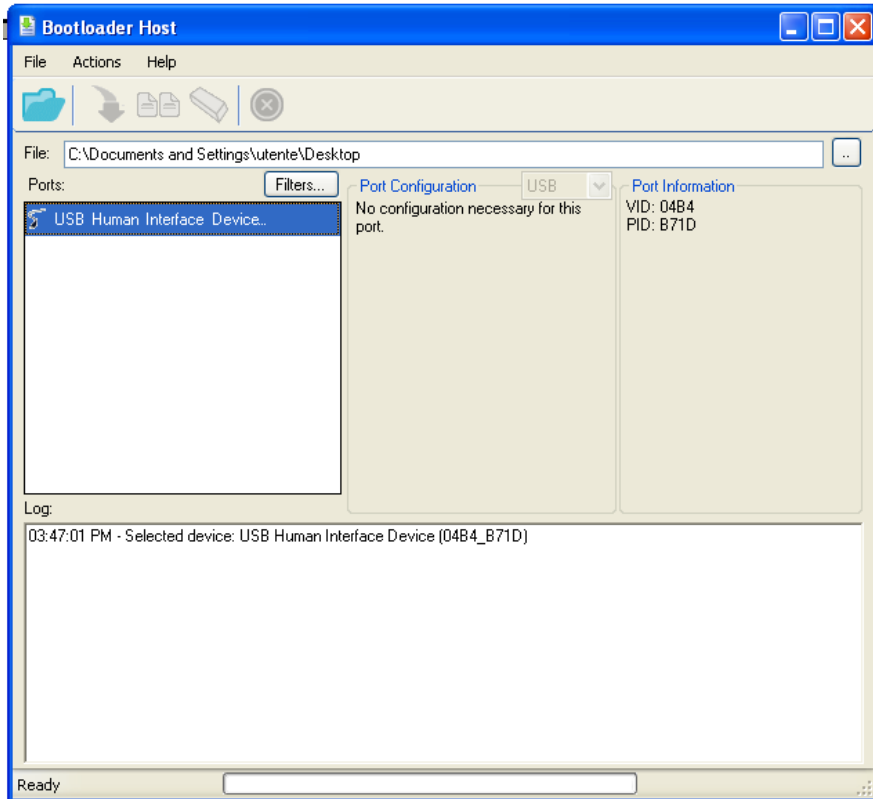 Bootloader Host
File Actions Help
File: C:\Documents and Settings\utente\Desktop ..
Ports: Filters...
USB Human Interface Device...
Port Configuration USB
No configuration necessary for this
port.
Port Information
VID: 04B4
PID: B71D
Log:
03:47:01 PM - Selected device: USB Human Interface Device (04B4_B71D)
Ready